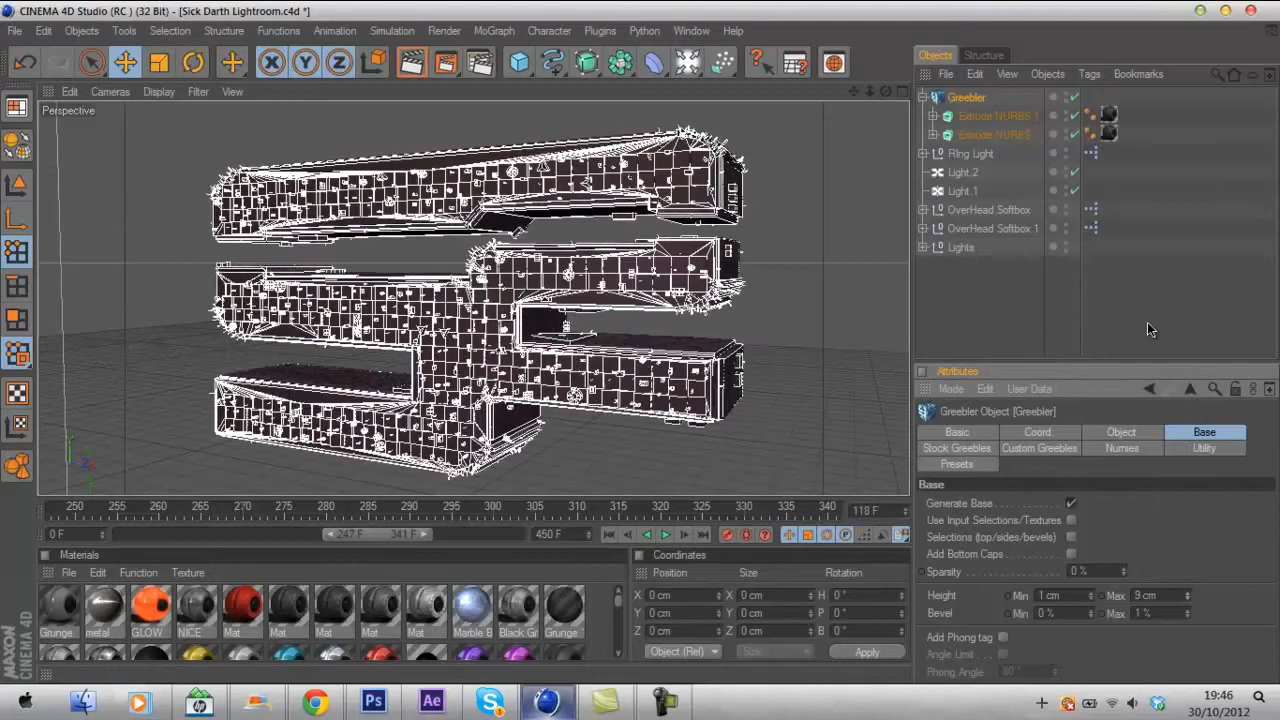 CINEMA 4D Studio (RC ) (32 Bit) - [Sick Darth Lightroom.c4d *]
File Edit Objects Tools Selection Structure Functions Animation Simulation Render MoGraph Character Plugins Python Window Help
X Y Z
Edit Cameras Display Filter View
Perspective
Objects Structure
File Edit View Objects Tags Bookmarks
Greebler
Extrude NURBS.1
Extrude NURBS
RIng Light
Light.2
Light.1
OverHead Softbox
OverHead Softbox.1
Lights
Attributes
Mode Edit User Data
Greebler Object [Greebler]
Basic Coord. Object Base
Stock Greebles Custom Greebles Nurnies Utility
Presets
Base
Generate Base
Use Input Selections/Textures
Selections (top/sides/bevels)
Add Bottom Caps
Sparsity 0 %
Height Min 1 cm Max 9 cm
Bevel Min 0 % Max 1 %
Add Phong tag
Angle Limit
Phong Angle 80 °
250 255 260 265 270 275 280 285 290 295 300 305 310 315 320 325 330 335 340 118 F
0 F 247 F 341 F 450 F
Materials
File Edit Function Texture
Grunge metal GLOW NICE Mat Mat Mat Mat Marble B Black Gr Grunge
Coordinates
Position Size Rotation
X 0 cm X 0 cm H 0 °
Y 0 cm Y 0 cm P 0 °
Z 0 cm Z 0 cm B 0 °
Object (Rel) Size Apply
MAXON CINEMA 4D
hp Ps Ae S
19:46
30/10/2012